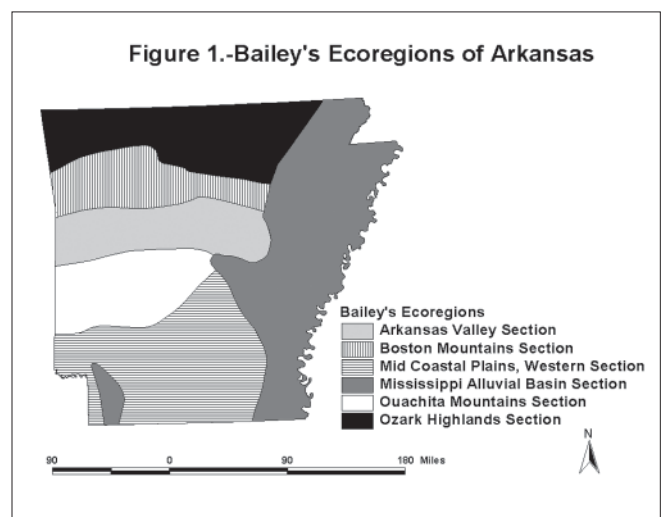 Figure 1.-Bailey's Ecoregions of Arkansas
Bailey's Ecoregions
Arkansas Valley Section
Boston Mountains Section
Mid Coastal Plains, Western Section
Mississippi Alluvial Basin Section
Ouachita Mountains Section
Ozark Highlands Section
N
90 0 90 180 Miles